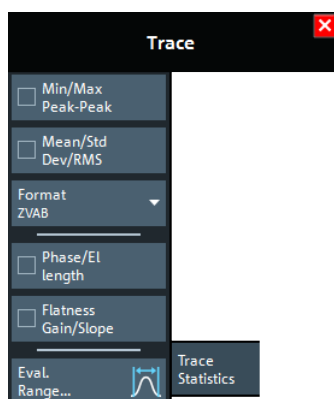 Trace
Min/Max
Peak-Peak
Mean/Std
Dev/RMS
Format
ZVAB
Phase/El
length
Flatness
Gain/Slope
Eval.
Range...
Trace
Statistics